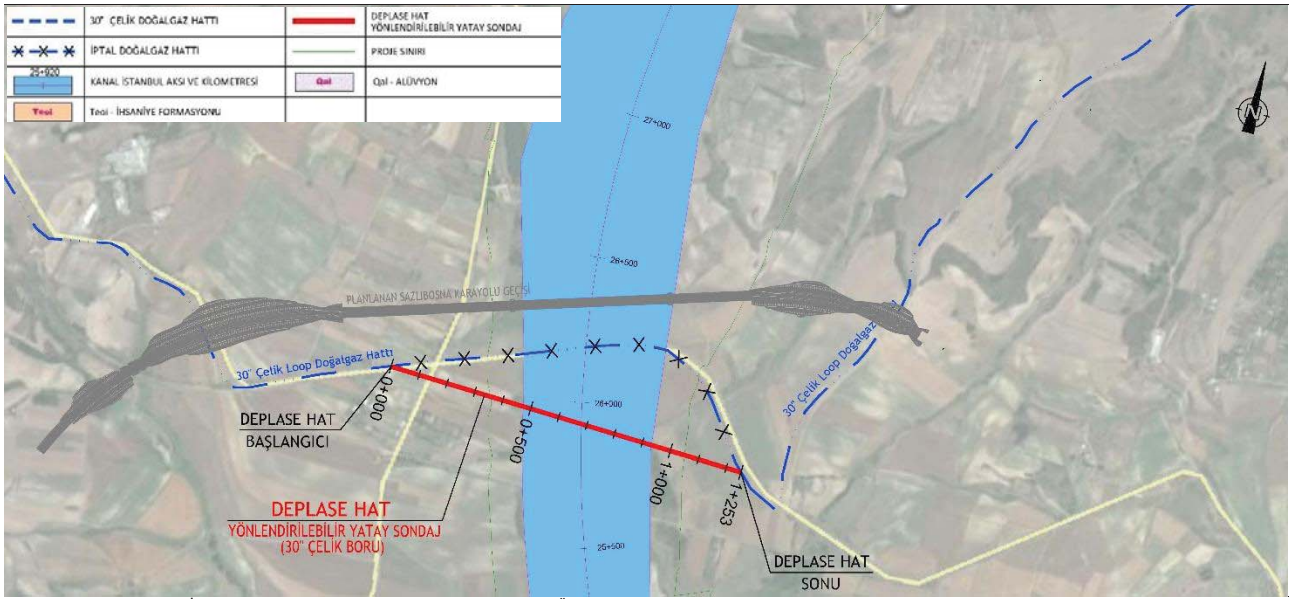 30" ÇELİK DOĞALGAZ HATTI
DEPLASE HAT
YÖNLENDİRİLEBİLİR YATAY SONDAJ
İPTAL DOĞALGAZ HATTI
PROJE SINIRI
KANAL İSTANBUL AKSI VE KİLOMETRESİ
Qal
Qal - ALÜVYON
Teoi
Teoi - İHSANİYE FORMASYONU
27+000
N
26+500
PLANLANAN SAZLIBOSNA KARAYOLU GEÇİŞİ
30" Çelik Loop Doğalgaz Hattı
30" Çelik Loop Doğalgaz
0+000
26+000
0+500
DEPLASE HAT
BAŞLANGICI
1+000
1+253
DEPLASE HAT
YÖNLENDİRİLEBİLİR YATAY SONDAJ
(30" ÇELİK BORU)
25+500
DEPLASE HAT
SONU